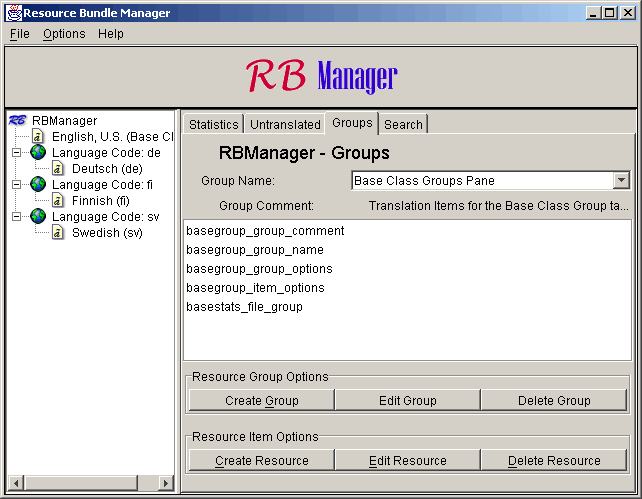 Resource Bundle Manager
File Options Help
RB Manager
RB RBManager
a English, U.S. (Base Cl
Language Code: de
a Deutsch (de)
Language Code: fi
a Finnish (fi)
Language Code: sv
a Swedish (sv)
Statistics Untranslated Groups Search
RBManager - Groups
Group Name: Base Class Groups Pane
Group Comment: Translation Items for the Base Class Group ta...
basegroup_group_comment
basegroup_group_name
basegroup_group_options
basegroup_item_options
basestats_file_group
Resource Group Options
Create Group Edit Group Delete Group
Resource Item Options
Create Resource Edit Resource Delete Resource